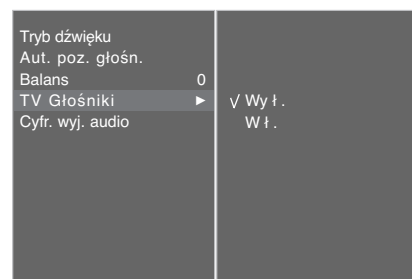 Tryb dźwięku
Aut. poz. głośn.
Balans 0
TV Głośniki ►
Cyfr. wyj. audio
√ Wył.
Wł.